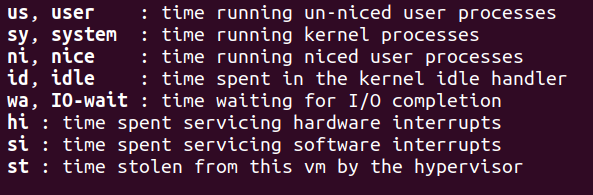 us, user    : time running un-niced user processes
sy, system  : time running kernel processes
ni, nice    : time running niced user processes
id, idle    : time spent in the kernel idle handler
wa, IO-wait : time waiting for I/O completion
hi : time spent servicing hardware interrupts
si : time spent servicing software interrupts
st : time stolen from this vm by the hypervisor